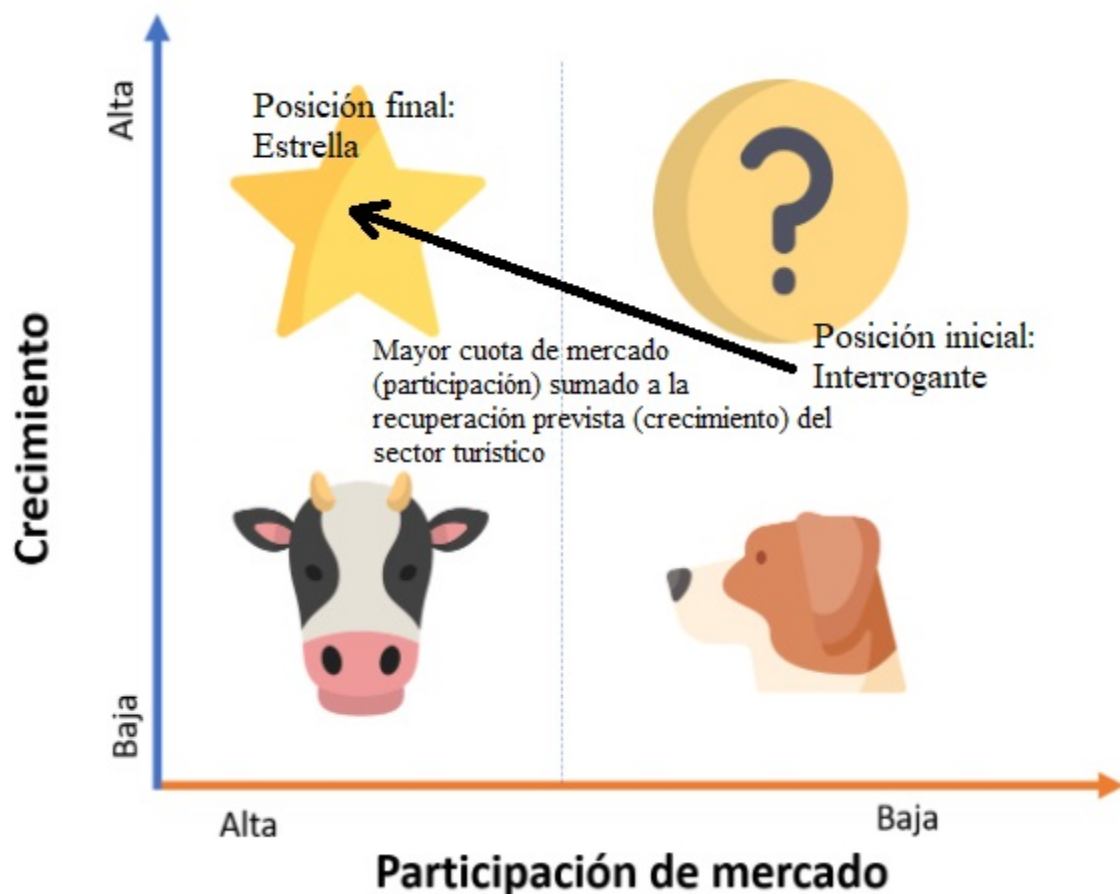 Alta
Posición final:
Estrella
?
Posición inicial:
Interrogante
Mayor cuota de mercado
(participación) sumado a la
recuperación prevista (crecimiento) del
sector turístico
Crecimiento
Baja
Alta
Baja
Participación de mercado